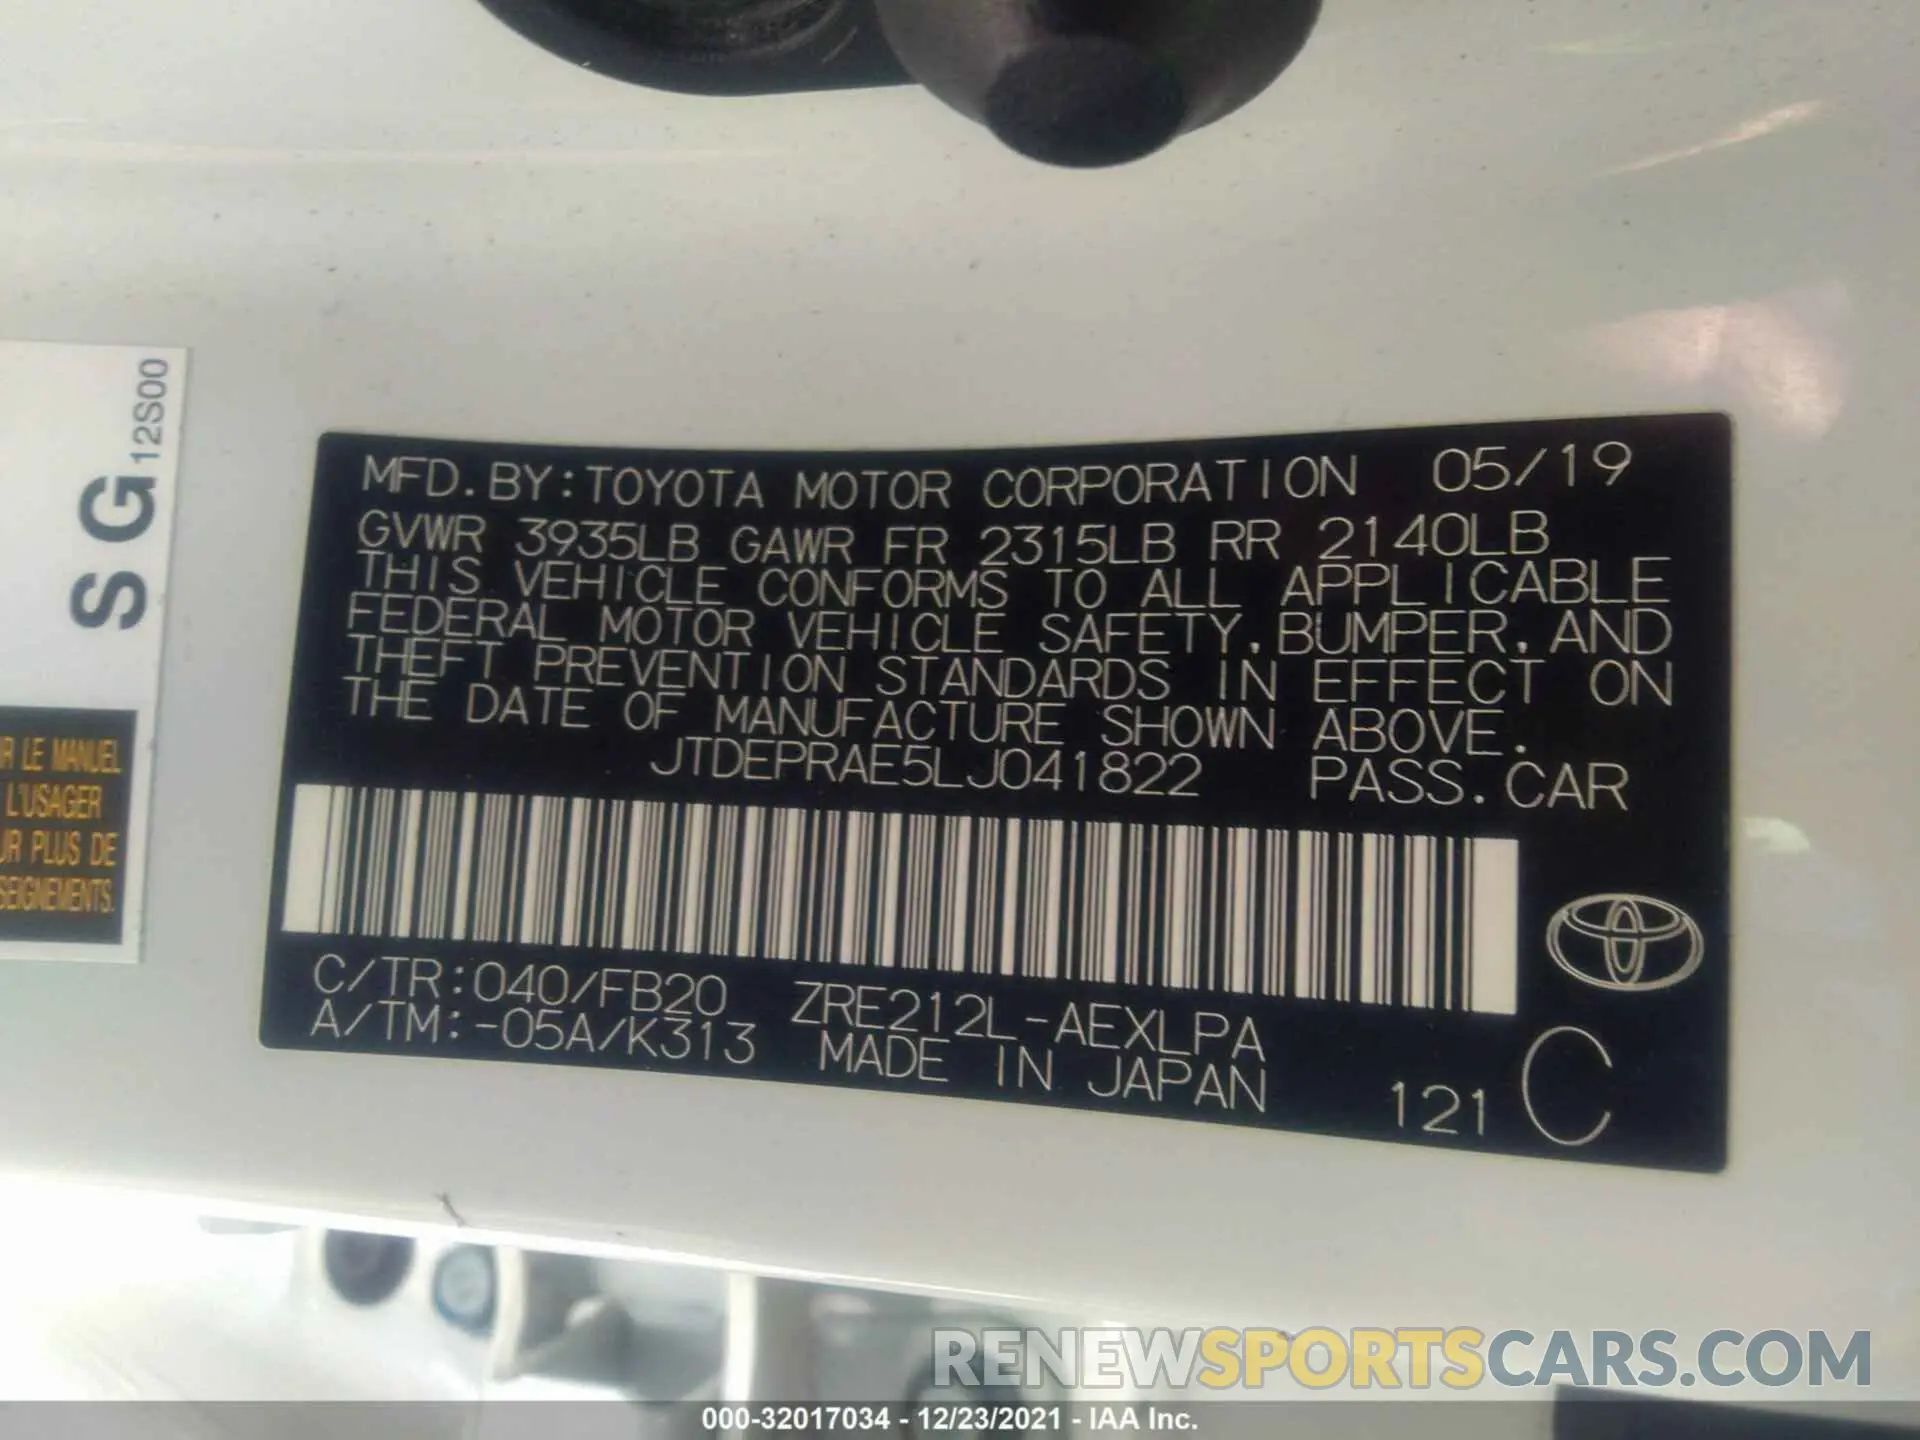 MFD.BY:TOYOTA MOTOR CORPORATION 05/19
GVWR 3935LB GAWR FR 2315LB RR 2140LB
THIS VEHICLE CONFORMS TO ALL APPLICABLE
FEDERAL MOTOR VEHICLE SAFETY,BUMPER,AND
THEFT PREVENTION STANDARDS IN EFFECT ON
THE DATE OF MANUFACTURE SHOWN ABOVE.
JTDEPRAE5LJ041822 PASS.CAR
C/TR:040/FB20 ZRE212L-AEXLPA
A/TM:-05A/K313 MADE IN JAPAN 121 C
S G 12S00
R LE MANUEL
L'USAGER
UR PLUS DE
SEIGNEMENTS.
RENEWSPORTSCARS.COM
000-32017034 - 12/23/2021 - IAA Inc.